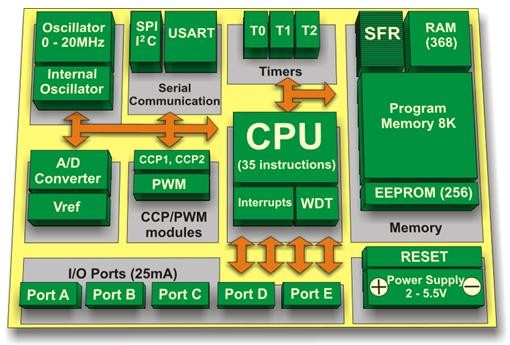 Oscillator
0 - 20MHz
Internal
Oscillator
SPI
I²C
USART
Serial
Communication
T0 T1 T2
Timers
SFR
RAM
(368)
Program
Memory 8K
EEPROM (256)
Memory
CPU
(35 instructions)
Interrupts
WDT
A/D
Converter
Vref
CCP1, CCP2
PWM
CCP/PWM
modules
I/O Ports (25mA)
Port A
Port B
Port C
Port D
Port E
RESET
Power Supply
+ −
2 - 5.5V